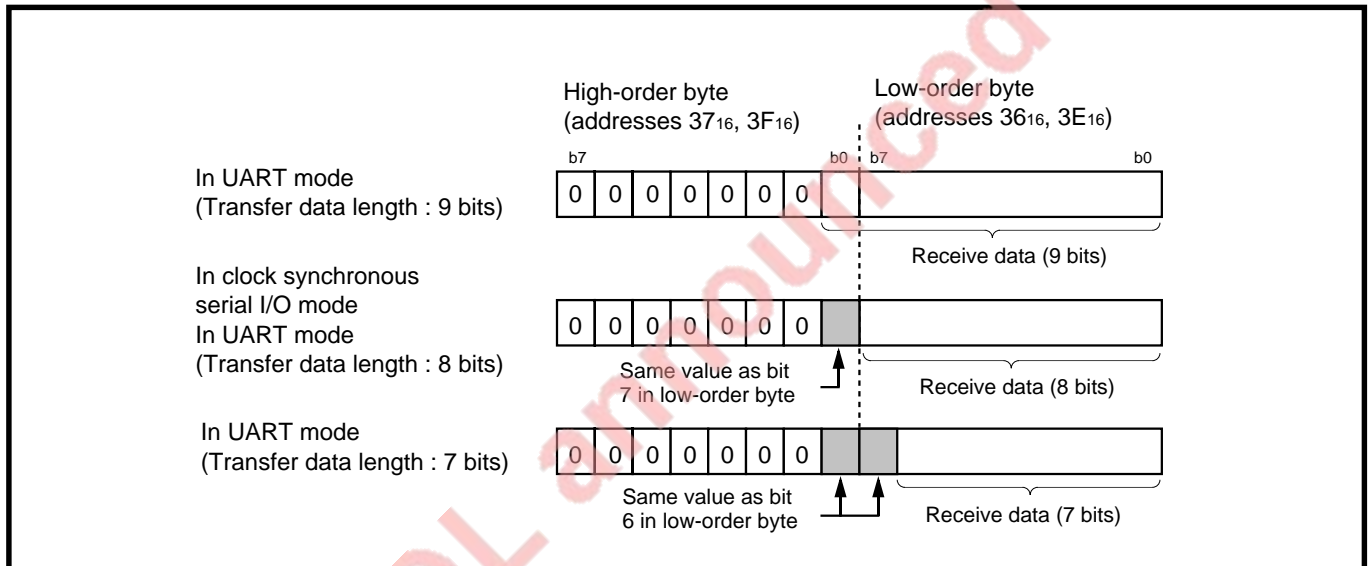 High-order byte
(addresses 37₁₆, 3F₁₆)
Low-order byte
(addresses 36₁₆, 3E₁₆)
b7 b0 b7 b0
In UART mode
(Transfer data length : 9 bits)
0 0 0 0 0 0 0
Receive data (9 bits)
In clock synchronous
serial I/O mode
In UART mode
(Transfer data length : 8 bits)
0 0 0 0 0 0 0
Same value as bit
7 in low-order byte
Receive data (8 bits)
In UART mode
(Transfer data length : 7 bits)
0 0 0 0 0 0 0
Same value as bit
6 in low-order byte
Receive data (7 bits)
OL announced